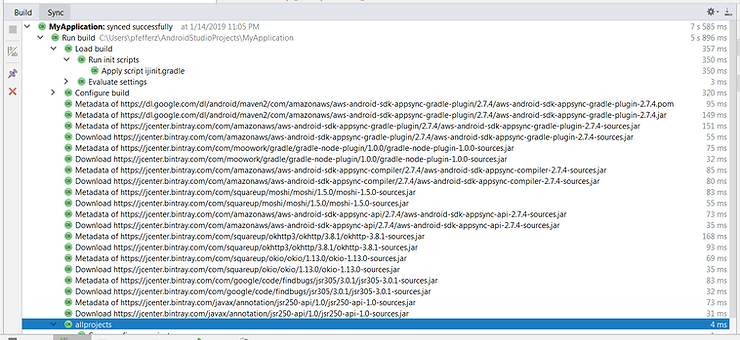 Build Sync
MyApplication: synced successfully at 1/14/2019 11:05 PM 7 s 585 ms
Run build C:\Users\pfefferz\AndroidStudioProjects\MyApplication 5 s 896 ms
Load build 357 ms
Run init scripts 350 ms
Apply script ijinit.gradle 350 ms
Evaluate settings 3 ms
Configure build 320 ms
Metadata of https://dl.google.com/dl/android/maven2/com/amazonaws/aws-android-sdk-appsync-gradle-plugin/2.7.4/aws-android-sdk-appsync-gradle-plugin-2.7.4.pom 95 ms
Metadata of https://dl.google.com/dl/android/maven2/com/amazonaws/aws-android-sdk-appsync-gradle-plugin/2.7.4/aws-android-sdk-appsync-gradle-plugin-2.7.4.jar 149 ms
Metadata of https://jcenter.bintray.com/com/amazonaws/aws-android-sdk-appsync-gradle-plugin/2.7.4/aws-android-sdk-appsync-gradle-plugin-2.7.4-sources.jar 151 ms
Download https://jcenter.bintray.com/com/amazonaws/aws-android-sdk-appsync-gradle-plugin/2.7.4/aws-android-sdk-appsync-gradle-plugin-2.7.4-sources.jar 55 ms
Metadata of https://jcenter.bintray.com/com/moowork/gradle/gradle-node-plugin/1.0.0/gradle-node-plugin-1.0.0-sources.jar 75 ms
Download https://jcenter.bintray.com/com/moowork/gradle/gradle-node-plugin/1.0.0/gradle-node-plugin-1.0.0-sources.jar 32 ms
Metadata of https://jcenter.bintray.com/com/amazonaws/aws-android-sdk-appsync-compiler/2.7.4/aws-android-sdk-appsync-compiler-2.7.4-sources.jar 85 ms
Download https://jcenter.bintray.com/com/amazonaws/aws-android-sdk-appsync-compiler/2.7.4/aws-android-sdk-appsync-compiler-2.7.4-sources.jar 80 ms
Metadata of https://jcenter.bintray.com/com/squareup/moshi/moshi/1.5.0/moshi-1.5.0-sources.jar 83 ms
Download https://jcenter.bintray.com/com/squareup/moshi/moshi/1.5.0/moshi-1.5.0-sources.jar 55 ms
Metadata of https://jcenter.bintray.com/com/amazonaws/aws-android-sdk-appsync-api/2.7.4/aws-android-sdk-appsync-api-2.7.4-sources.jar 73 ms
Download https://jcenter.bintray.com/com/amazonaws/aws-android-sdk-appsync-api/2.7.4/aws-android-sdk-appsync-api-2.7.4-sources.jar 35 ms
Metadata of https://jcenter.bintray.com/com/squareup/okhttp3/okhttp/3.8.1/okhttp-3.8.1-sources.jar 168 ms
Download https://jcenter.bintray.com/com/squareup/okhttp3/okhttp/3.8.1/okhttp-3.8.1-sources.jar 93 ms
Metadata of https://jcenter.bintray.com/com/squareup/okio/okio/1.13.0/okio-1.13.0-sources.jar 69 ms
Download https://jcenter.bintray.com/com/squareup/okio/okio/1.13.0/okio-1.13.0-sources.jar 35 ms
Metadata of https://jcenter.bintray.com/com/google/code/findbugs/jsr305/3.0.1/jsr305-3.0.1-sources.jar 83 ms
Download https://jcenter.bintray.com/com/google/code/findbugs/jsr305/3.0.1/jsr305-3.0.1-sources.jar 32 ms
Metadata of https://jcenter.bintray.com/javax/annotation/jsr250-api/1.0/jsr250-api-1.0-sources.jar 73 ms
Download https://jcenter.bintray.com/javax/annotation/jsr250-api/1.0/jsr250-api-1.0-sources.jar 31 ms
allprojects 4 ms